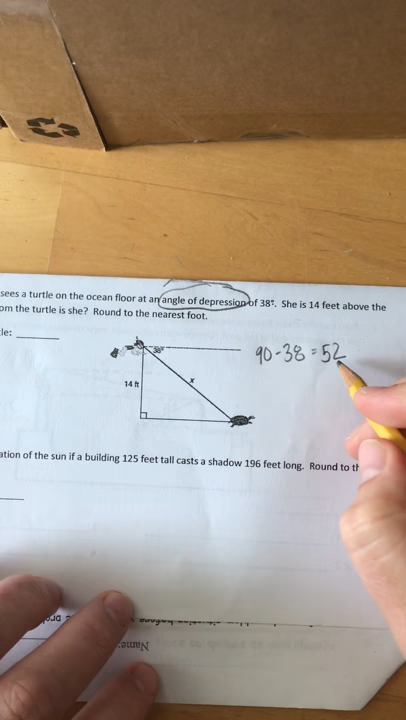 sees a turtle on the ocean floor at an angle of depression of 38°. She is 14 feet above the
om the turtle is she? Round to the nearest foot.
le:
38°
90-38=52
14 ft
x
ation of the sun if a building 125 feet tall casts a shadow 196 feet long. Round to th
Name: